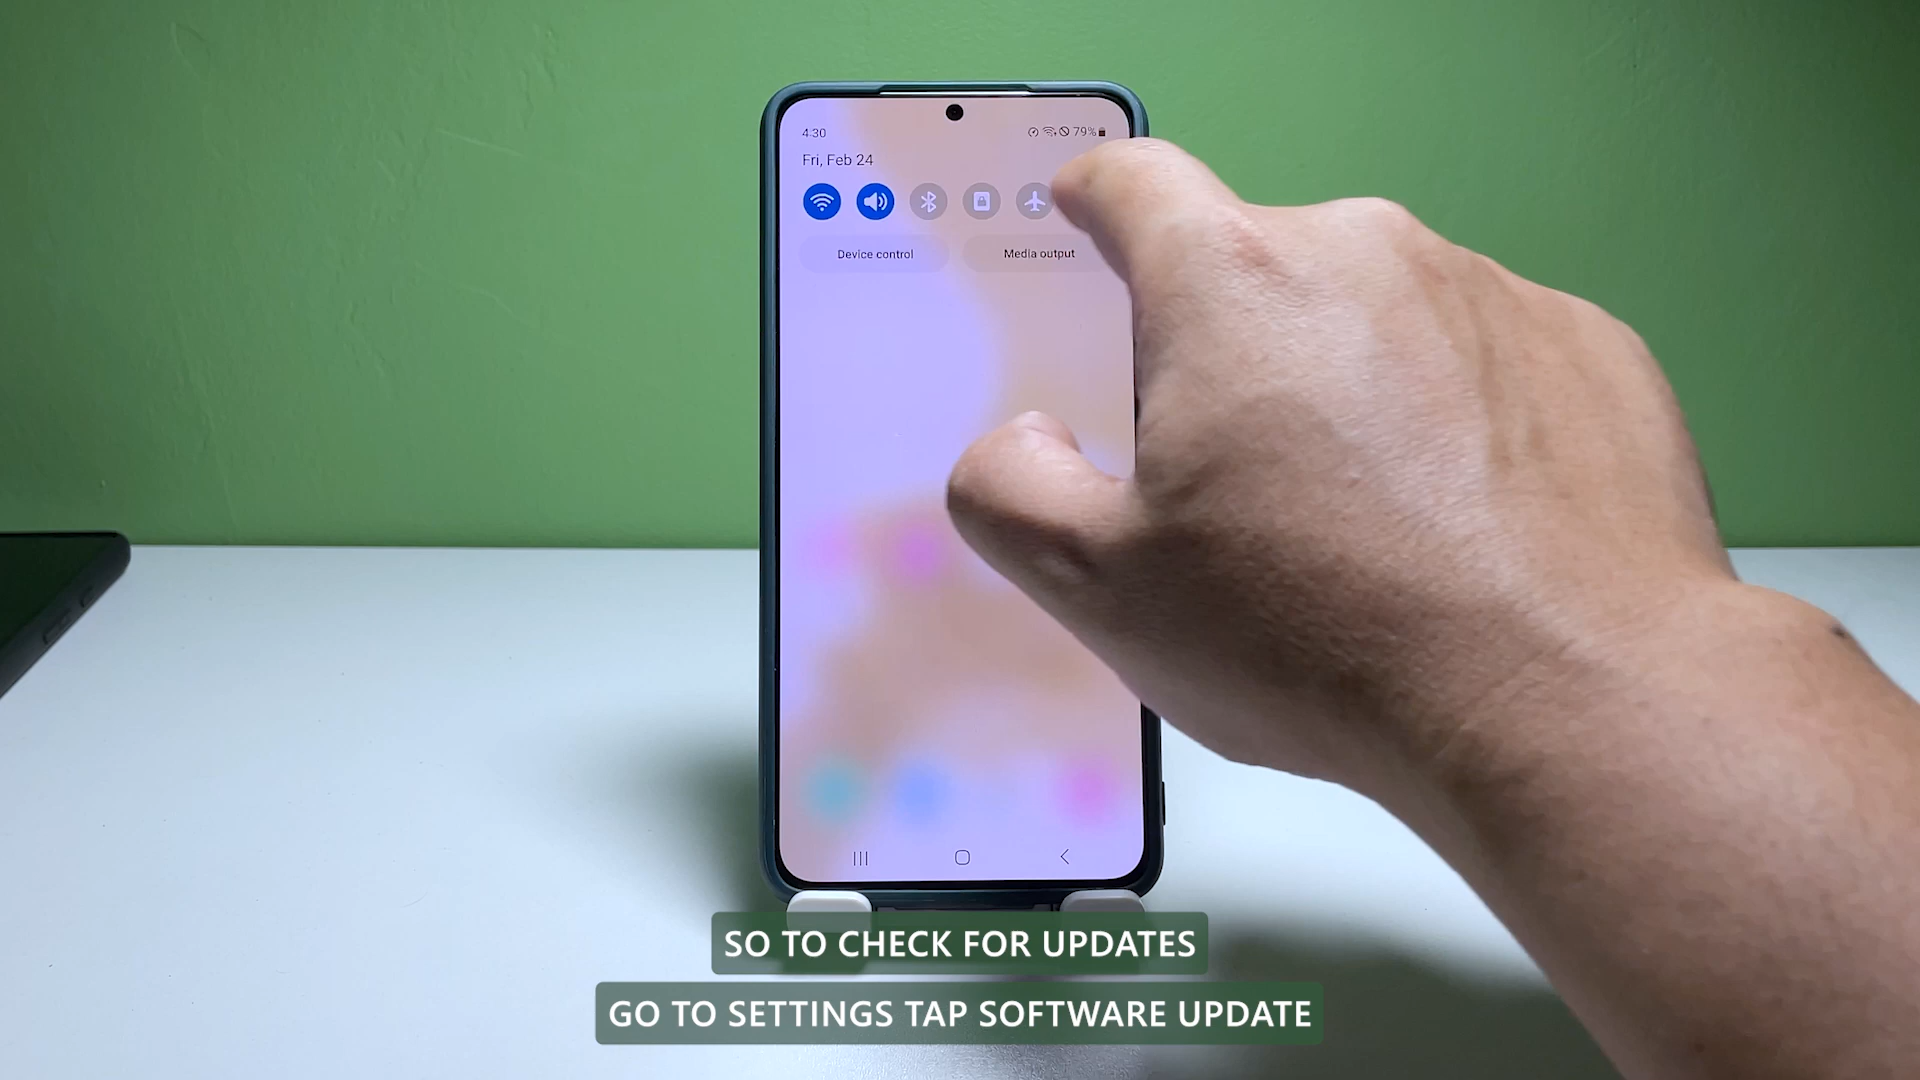 4:30
79%
Fri, Feb 24
Device control
Media output
SO TO CHECK FOR UPDATES
GO TO SETTINGS TAP SOFTWARE UPDATE